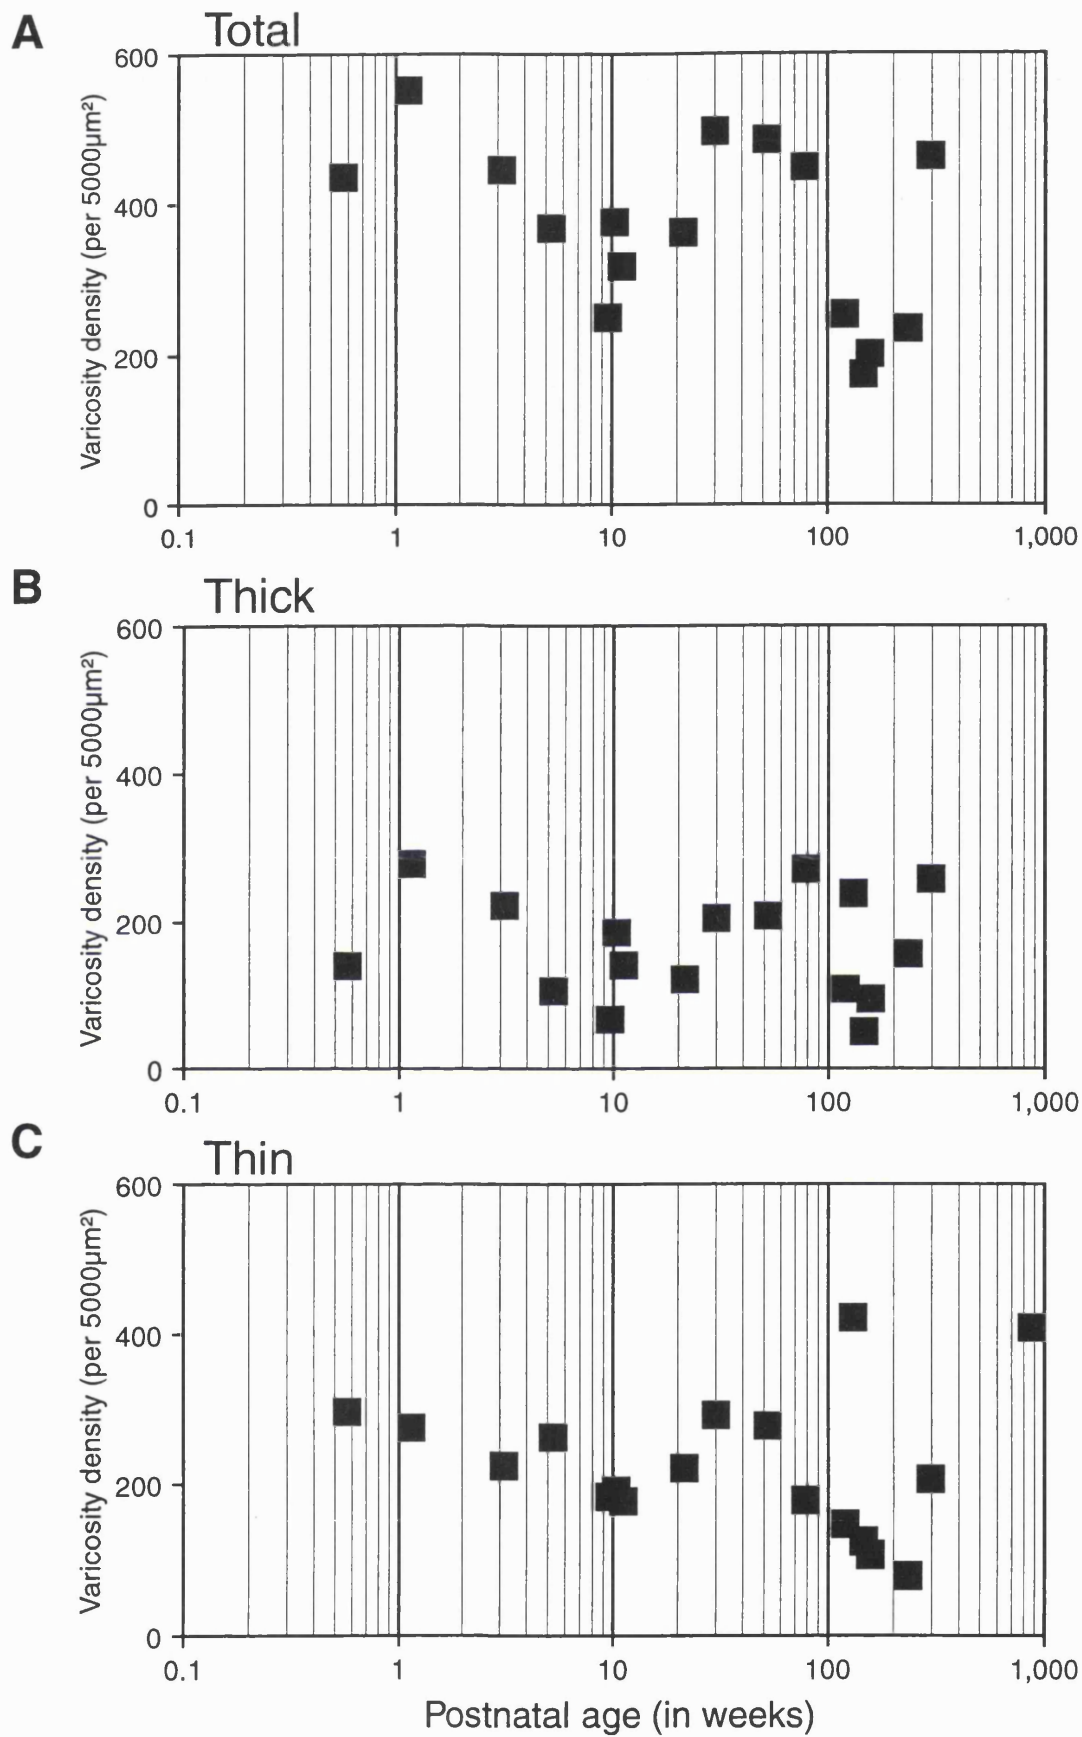 A Total
600
400
200
0
Varicosity density (per 5000µm²)
0.1 1 10 100 1,000
B Thick
600
400
200
0
Varicosity density (per 5000µm²)
0.1 1 10 100 1,000
C Thin
600
400
200
0
Varicosity density (per 5000µm²)
0.1 1 10 100 1,000
Postnatal age (in weeks)